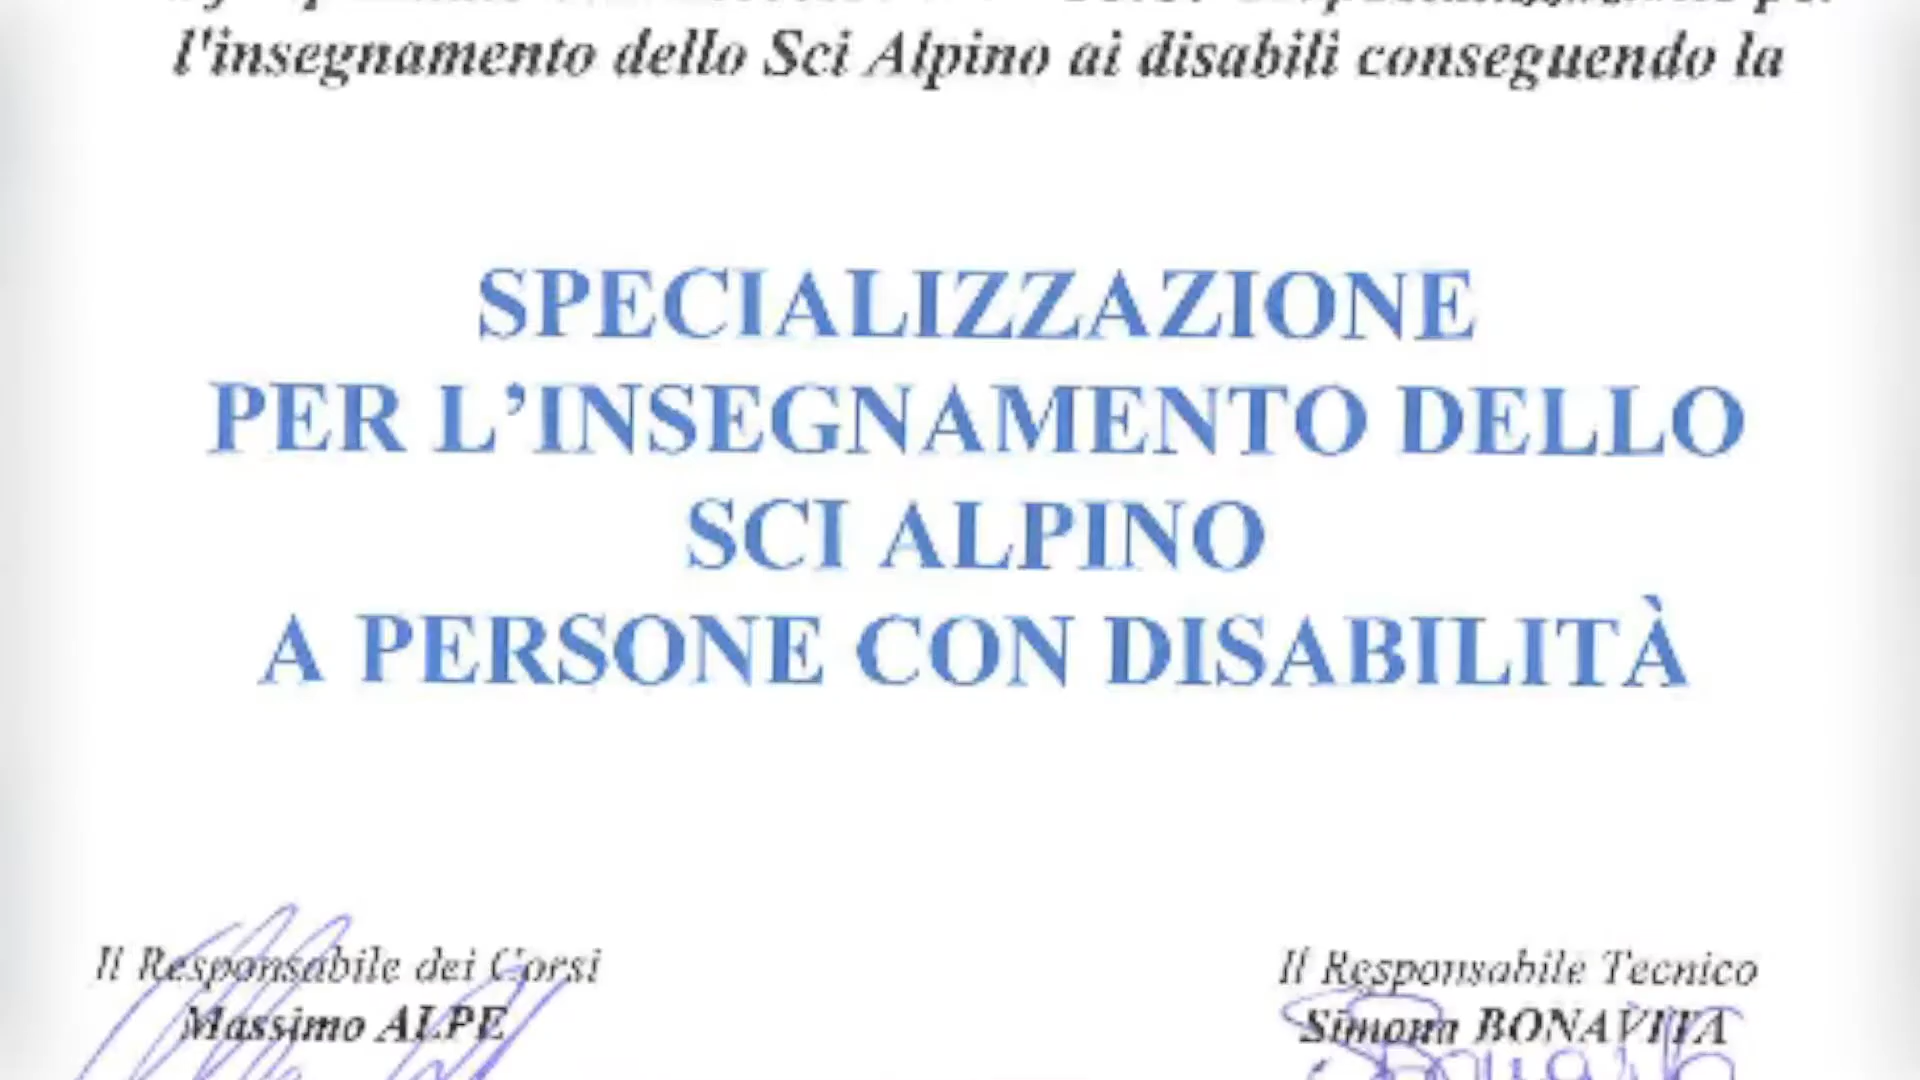 l'insegnamento dello Sci Alpino ai disabili conseguendo la
SPECIALIZZAZIONE
PER L’INSEGNAMENTO DELLO
SCI ALPINO
A PERSONE CON DISABILITÀ
Il Responsabile dei Corsi
Il Responsabile Tecnico
Massimo ALPE
Simona BONAVITA